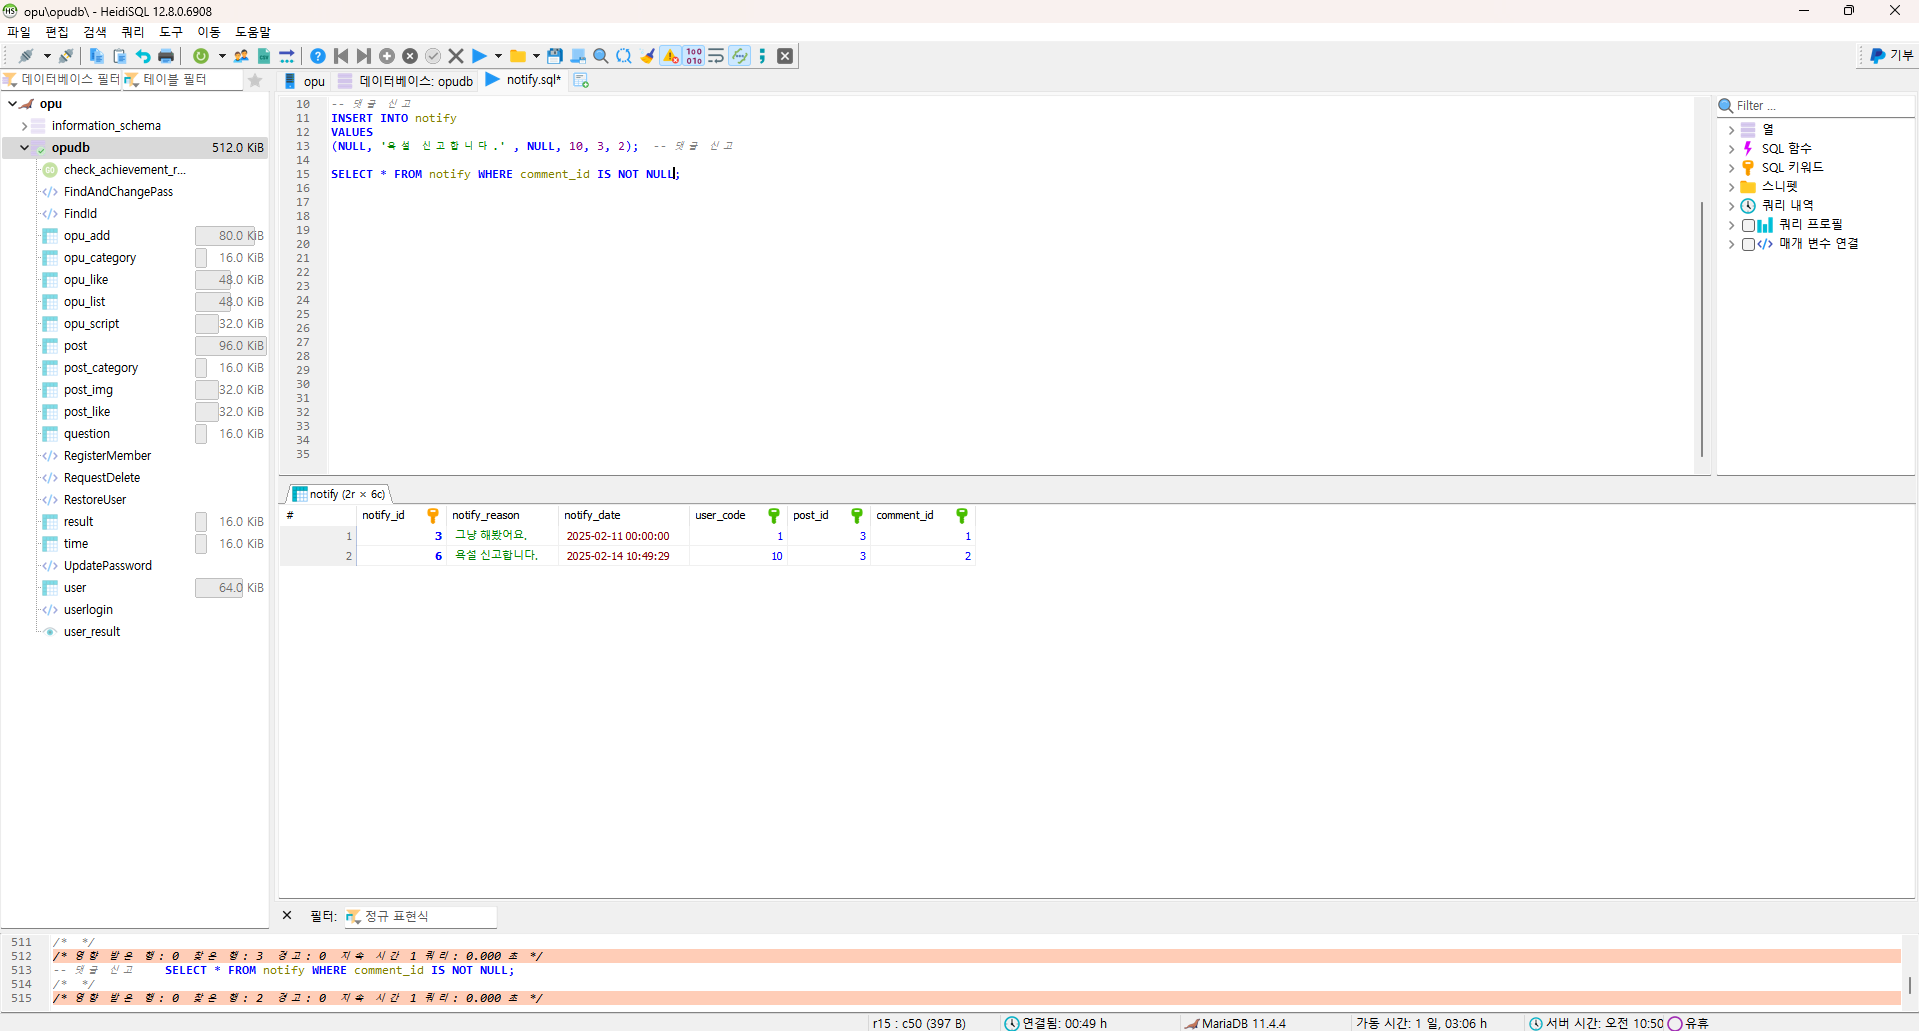 opu\opudb\ - HeidiSQL 12.8.0.6908
파일 편집 검색 쿼리 도구 이동 도움말
기부
데이터베이스 필터 테이블 필터
opu 데이터베이스: opudb notify.sql*
opu
information_schema
opudb 512.0 KiB
check_achievement_r...
FindAndChangePass
FindId
opu_add 80.0 KiB
opu_category 16.0 KiB
opu_like 48.0 KiB
opu_list 48.0 KiB
opu_script 32.0 KiB
post 96.0 KiB
post_category 16.0 KiB
post_img 32.0 KiB
post_like 32.0 KiB
question 16.0 KiB
RegisterMember
RequestDelete
RestoreUser
result 16.0 KiB
time 16.0 KiB
UpdatePassword
user 64.0 KiB
userlogin
user_result
10 -- 댓글 신고
11 INSERT INTO notify
12 VALUES
13 (NULL, '욕설 신고합니다.' , NULL, 10, 3, 2); -- 댓글 신고
14
15 SELECT * FROM notify WHERE comment_id IS NOT NULL;
16
17
18
19
20
21
22
23
24
25
26
27
28
29
30
31
32
33
34
35
Filter ...
열
SQL 함수
SQL 키워드
스니펫
쿼리 내역
쿼리 프로필
매개 변수 연결
notify (2r × 6c)
# notify_id notify_reason notify_date user_code post_id comment_id
1 3 그냥 해봤어요. 2025-02-11 00:00:00 1 3 1
2 6 욕설 신고합니다. 2025-02-14 10:49:29 10 3 2
필터: 정규 표현식
511 /* */
512 /* 영향 받은 행: 0 찾은 행: 3 경고: 0 지속 시간 1 쿼리: 0.000 초 */
513 -- 댓글 신고 SELECT * FROM notify WHERE comment_id IS NOT NULL;
514 /* */
515 /* 영향 받은 행: 0 찾은 행: 2 경고: 0 지속 시간 1 쿼리: 0.000 초 */
r15 : c50 (397 B) 연결됨: 00:49 h MariaDB 11.4.4 가동 시간: 1 일, 03:06 h 서버 시간: 오전 10:50 유휴